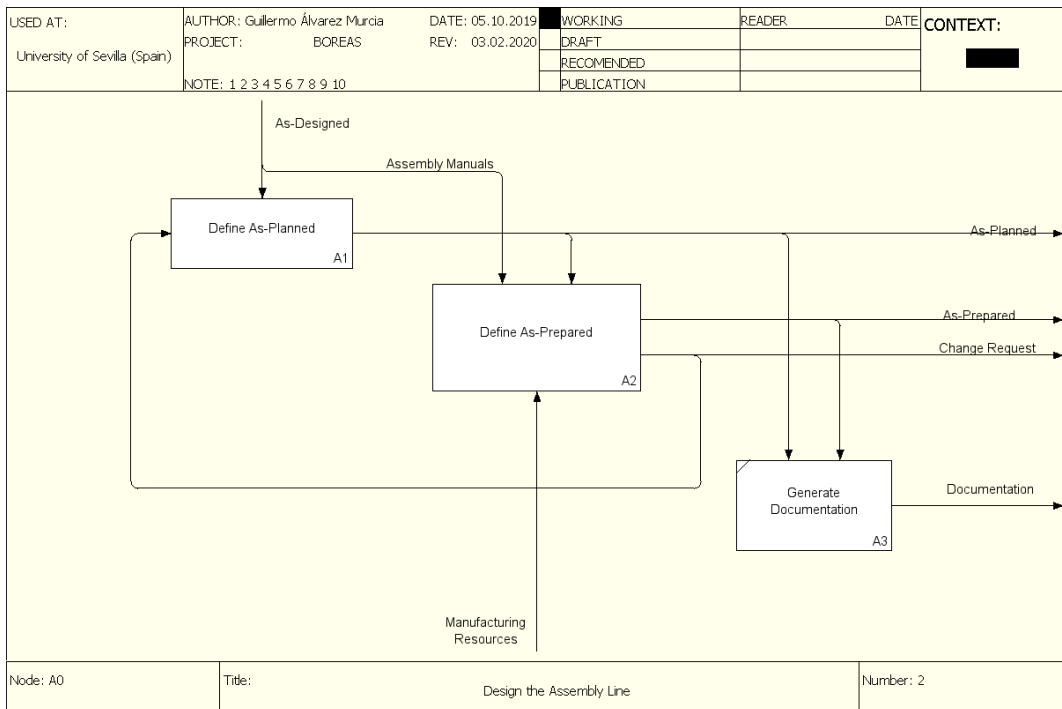 USED AT:
University of Sevilla (Spain)
AUTHOR: Guillermo Álvarez Murcia
DATE: 05.10.2019
PROJECT: BOREAS
REV: 03.02.2020
NOTE: 1 2 3 4 5 6 7 8 9 10
WORKING
DRAFT
RECOMENDED
PUBLICATION
READER DATE
CONTEXT:
As-Designed
Assembly Manuals
Define As-Planned
A1
As-Planned
Define As-Prepared
A2
As-Prepared
Change Request
Generate
Documentation
A3
Documentation
Manufacturing
Resources
Node: A0
Title:
Design the Assembly Line
Number: 2